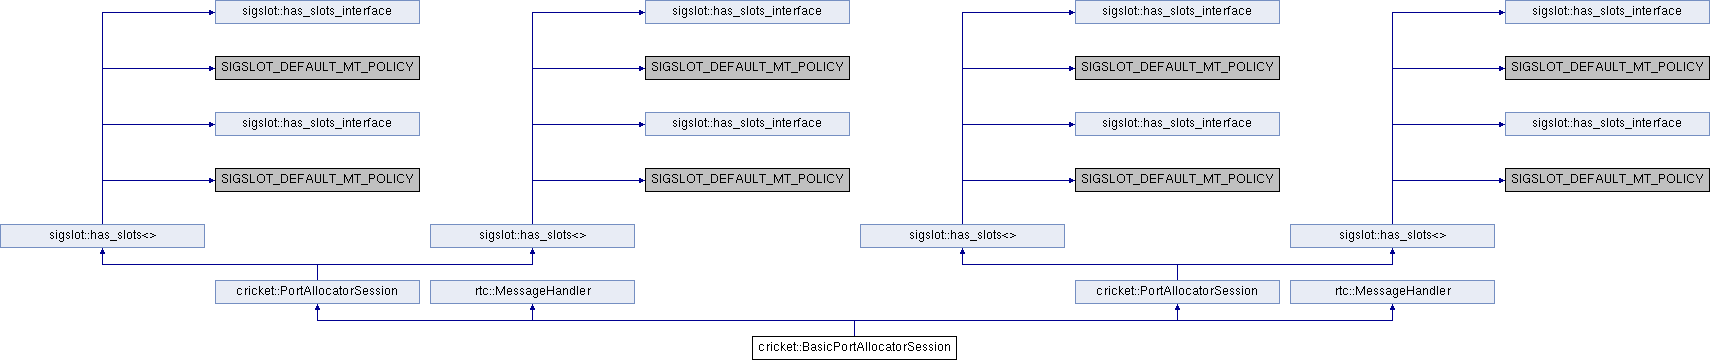 sigslot::has_slots_interface
sigslot::has_slots_interface
sigslot::has_slots_interface
sigslot::has_slots_interface
SIGSLOT_DEFAULT_MT_POLICY
SIGSLOT_DEFAULT_MT_POLICY
SIGSLOT_DEFAULT_MT_POLICY
SIGSLOT_DEFAULT_MT_POLICY
sigslot::has_slots_interface
sigslot::has_slots_interface
sigslot::has_slots_interface
sigslot::has_slots_interface
SIGSLOT_DEFAULT_MT_POLICY
SIGSLOT_DEFAULT_MT_POLICY
SIGSLOT_DEFAULT_MT_POLICY
SIGSLOT_DEFAULT_MT_POLICY
sigslot::has_slots<>
sigslot::has_slots<>
sigslot::has_slots<>
sigslot::has_slots<>
cricket::PortAllocatorSession
rtc::MessageHandler
cricket::PortAllocatorSession
rtc::MessageHandler
cricket::BasicPortAllocatorSession